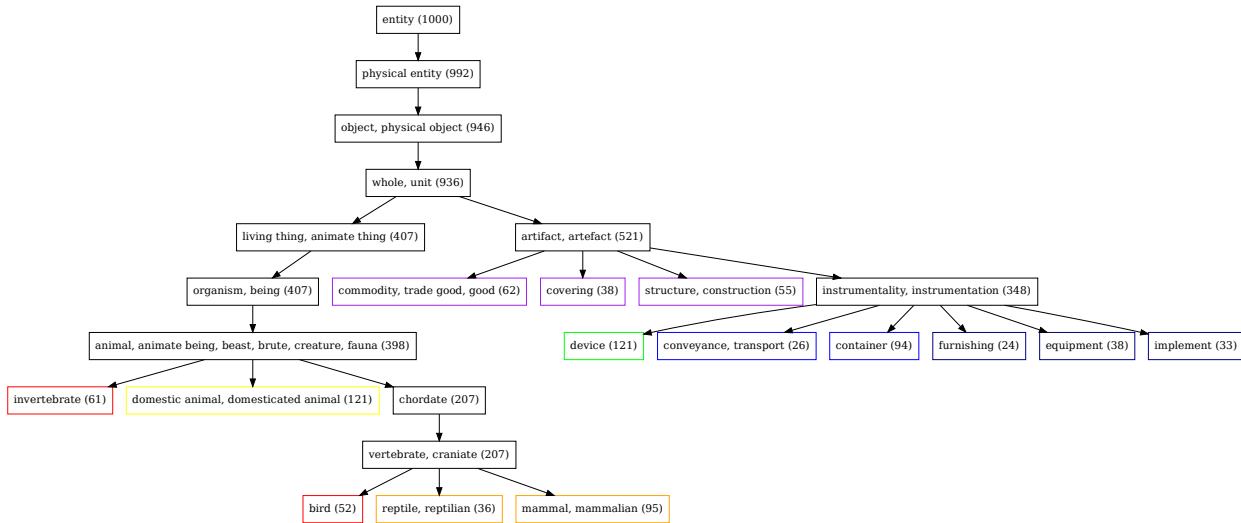 entity (1000)
physical entity (992)
object, physical object (946)
whole, unit (936)
living thing, animate thing (407)
artifact, artefact (521)
organism, being (407)
commodity, trade good, good (62)
covering (38)
structure, construction (55)
instrumentality, instrumentation (348)
animal, animate being, beast, brute, creature, fauna (398)
device (121)
conveyance, transport (26)
container (94)
furnishing (24)
equipment (38)
implement (33)
invertebrate (61)
domestic animal, domesticated animal (121)
chordate (207)
vertebrate, craniate (207)
bird (52)
reptile, reptilian (36)
mammal, mammalian (95)